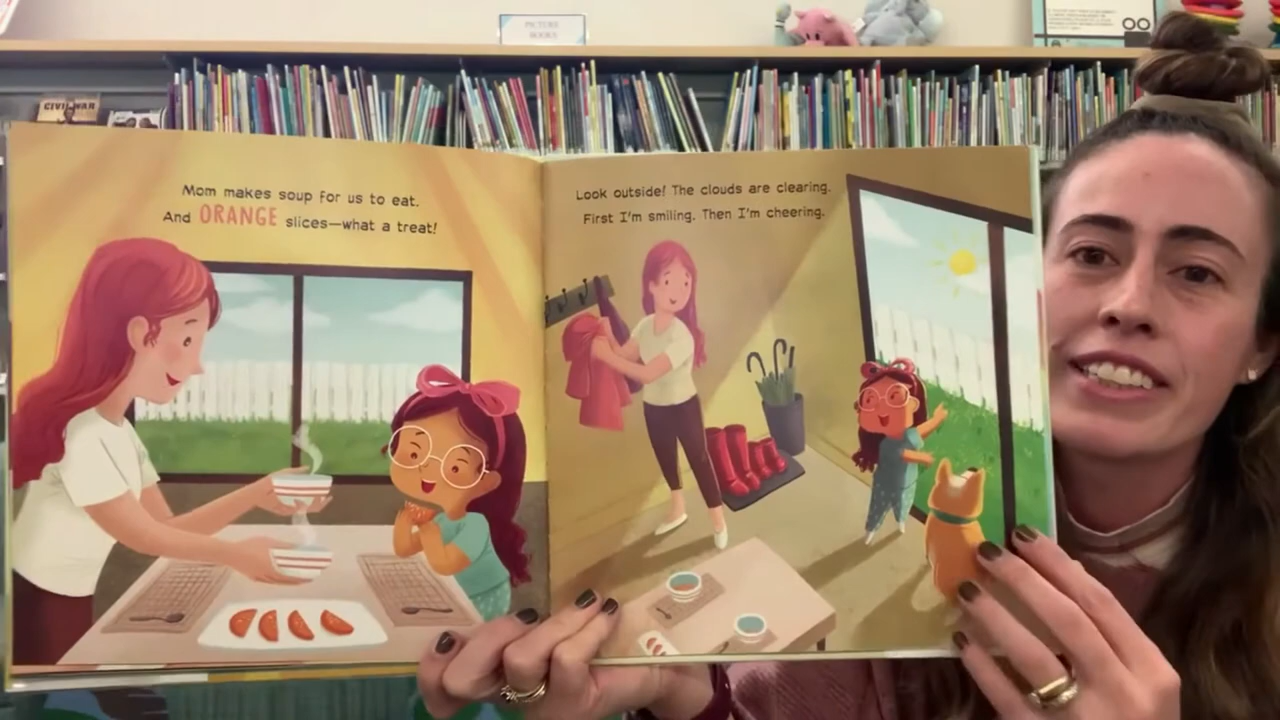 PICTURE
BOOKS
CIVIL WAR
Mom makes soup for us to eat.
And ORANGE slices—what a treat!
Look outside! The clouds are clearing.
First I'm smiling. Then I'm cheering.